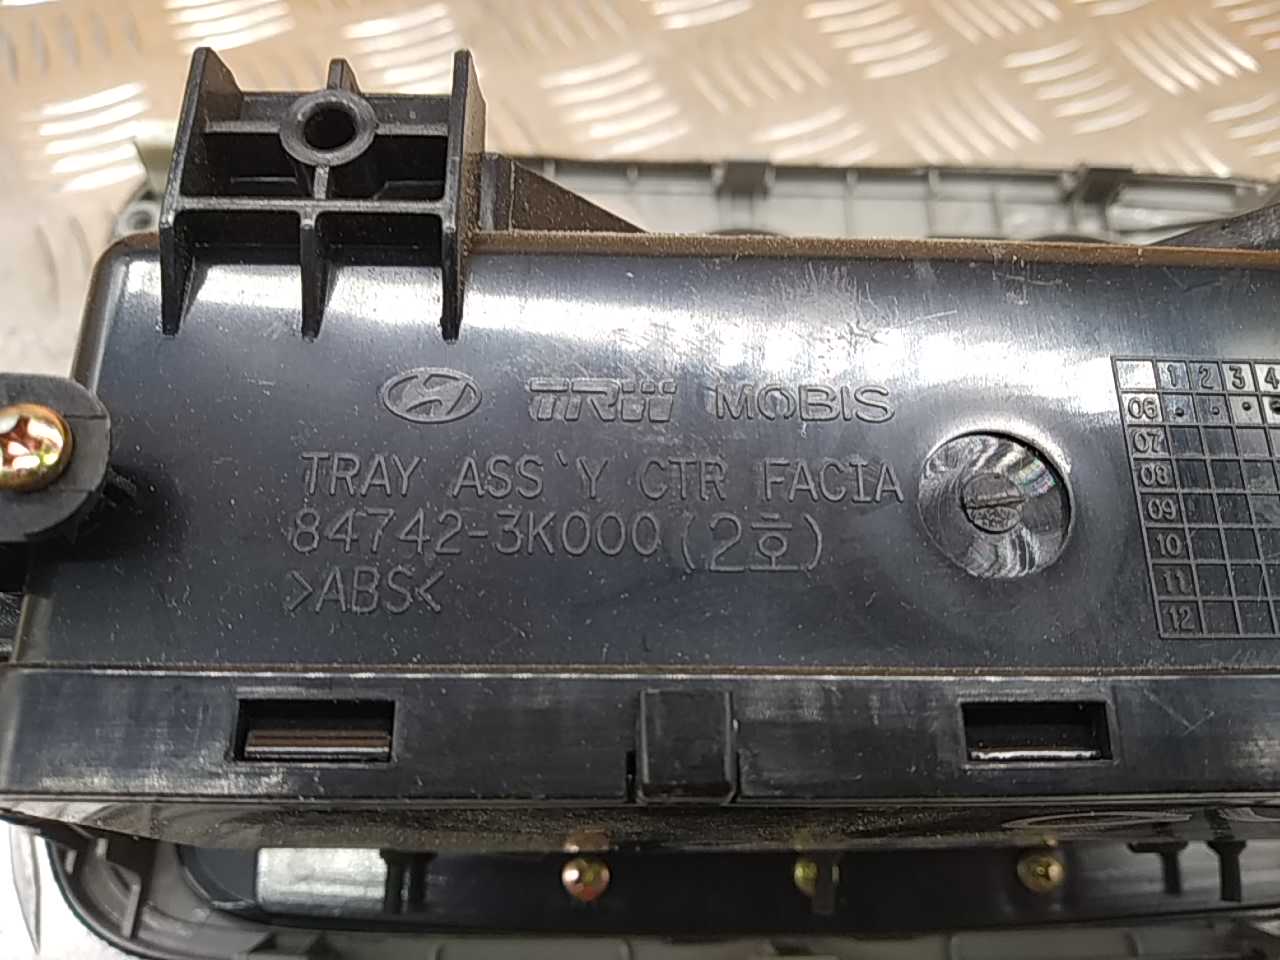 TRW MOBIS
TRAY ASS'Y CTR FACIA
84742-3K000 (2호)
>ABS<
1 2 3 4
06
07
08
09
10
11
12